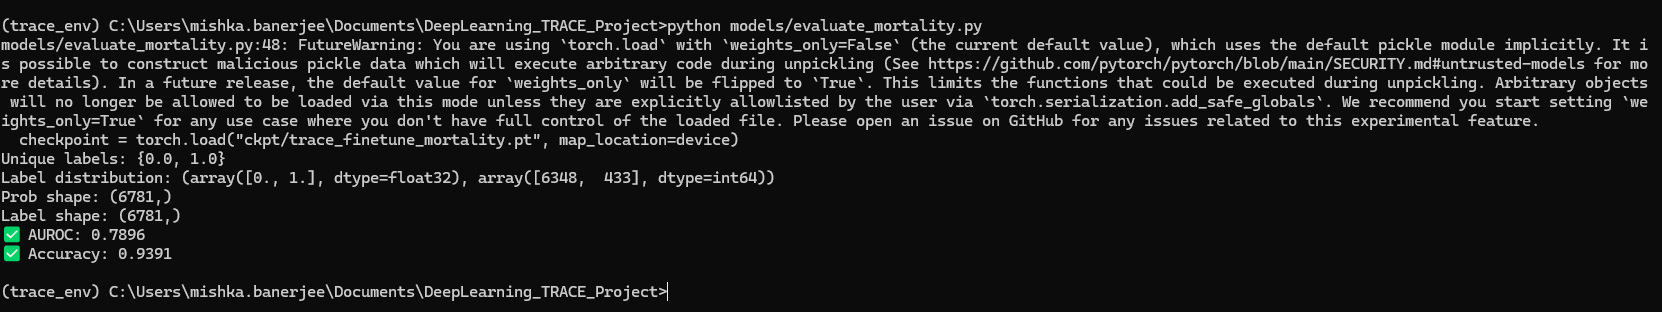 (trace_env) C:\Users\mishka.banerjee\Documents\DeepLearning_TRACE_Project>python models/evaluate_mortality.py
models/evaluate_mortality.py:48: FutureWarning: You are using `torch.load` with `weights_only=False` (the current default value), which uses the default pickle module implicitly. It i
s possible to construct malicious pickle data which will execute arbitrary code during unpickling (See https://github.com/pytorch/pytorch/blob/main/SECURITY.md#untrusted-models for mo
re details). In a future release, the default value for `weights_only` will be flipped to `True`. This limits the functions that could be executed during unpickling. Arbitrary objects
 will no longer be allowed to be loaded via this mode unless they are explicitly allowlisted by the user via `torch.serialization.add_safe_globals`. We recommend you start setting `we
ights_only=True` for any use case where you don't have full control of the loaded file. Please open an issue on GitHub for any issues related to this experimental feature.
  checkpoint = torch.load("ckpt/trace_finetune_mortality.pt", map_location=device)
Unique labels: {0.0, 1.0}
Label distribution: (array([0., 1.], dtype=float32), array([6348,  433], dtype=int64))
Prob shape: (6781,)
Label shape: (6781,)
✅ AUROC: 0.7896
✅ Accuracy: 0.9391
(trace_env) C:\Users\mishka.banerjee\Documents\DeepLearning_TRACE_Project>